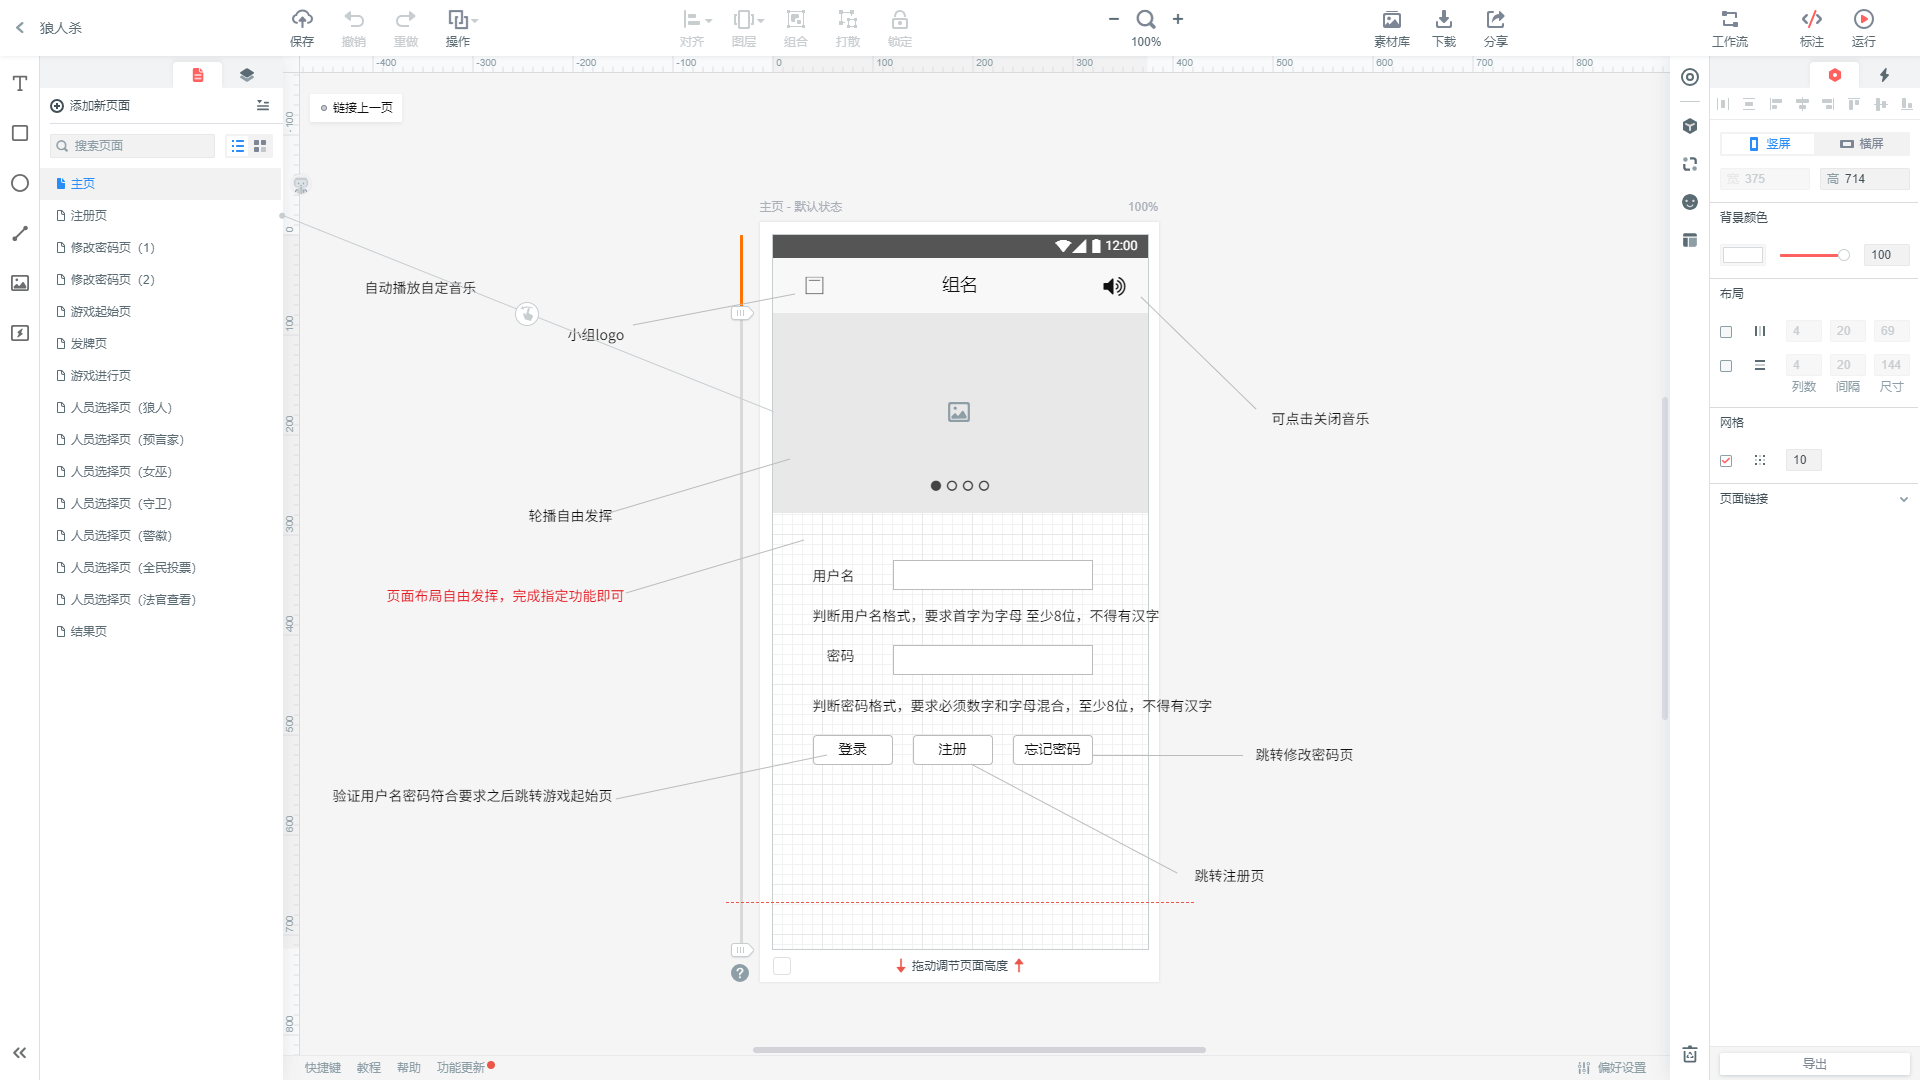 狼人杀
保存
撤销
重做
操作
对齐
图层
组合
打散
锁定
100%
素材库
下载
分享
工作流
标注
运行
添加新页面
搜索页面
主页
注册页
修改密码页（1）
修改密码页（2）
游戏起始页
发牌页
游戏进行页
人员选择页（狼人）
人员选择页（预言家）
人员选择页（女巫）
人员选择页（守卫）
人员选择页（警徽）
人员选择页（全民投票）
人员选择页（法官查看）
结果页
-400 -300 -200 -100 0 100 200 300 400 500 600 700 800
-100
0
100
200
300
400
500
600
700
800
链接上一页
主页 - 默认状态
100%
12:00
组名
自动播放自定音乐
小组logo
可点击关闭音乐
轮播自由发挥
页面布局自由发挥，完成指定功能即可
用户名
判断用户名格式，要求首字为字母 至少8位，不得有汉字
密码
判断密码格式，要求必须数字和字母混合，至少8位，不得有汉字
登录
注册
忘记密码
跳转修改密码页
验证用户名密码符合要求之后跳转游戏起始页
跳转注册页
拖动调节页面高度
?
快捷键
教程
帮助
功能更新
偏好设置
竖屏
横屏
宽 375
高 714
背景颜色
100
布局
4 20 69
4 20 144
列数 间隔 尺寸
网格
10
页面链接
导出